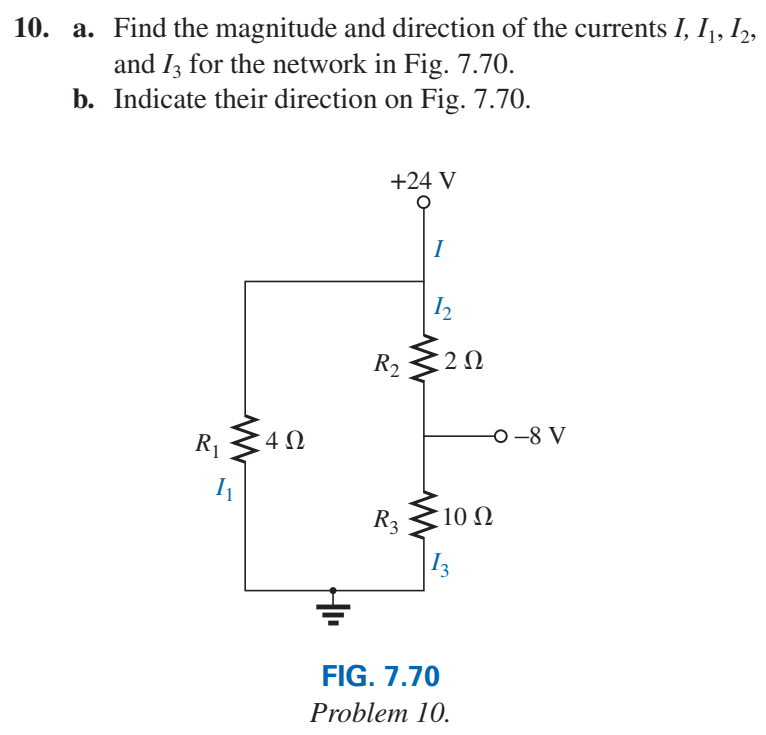 10. a. Find the magnitude and direction of the currents I, I₁, I₂,
and I₃ for the network in Fig. 7.70.
b. Indicate their direction on Fig. 7.70.
+24 V
I
I₂
R₂ 2 Ω
–8 V
R₁ 4 Ω
I₁
R₃ 10 Ω
I₃
FIG. 7.70
Problem 10.